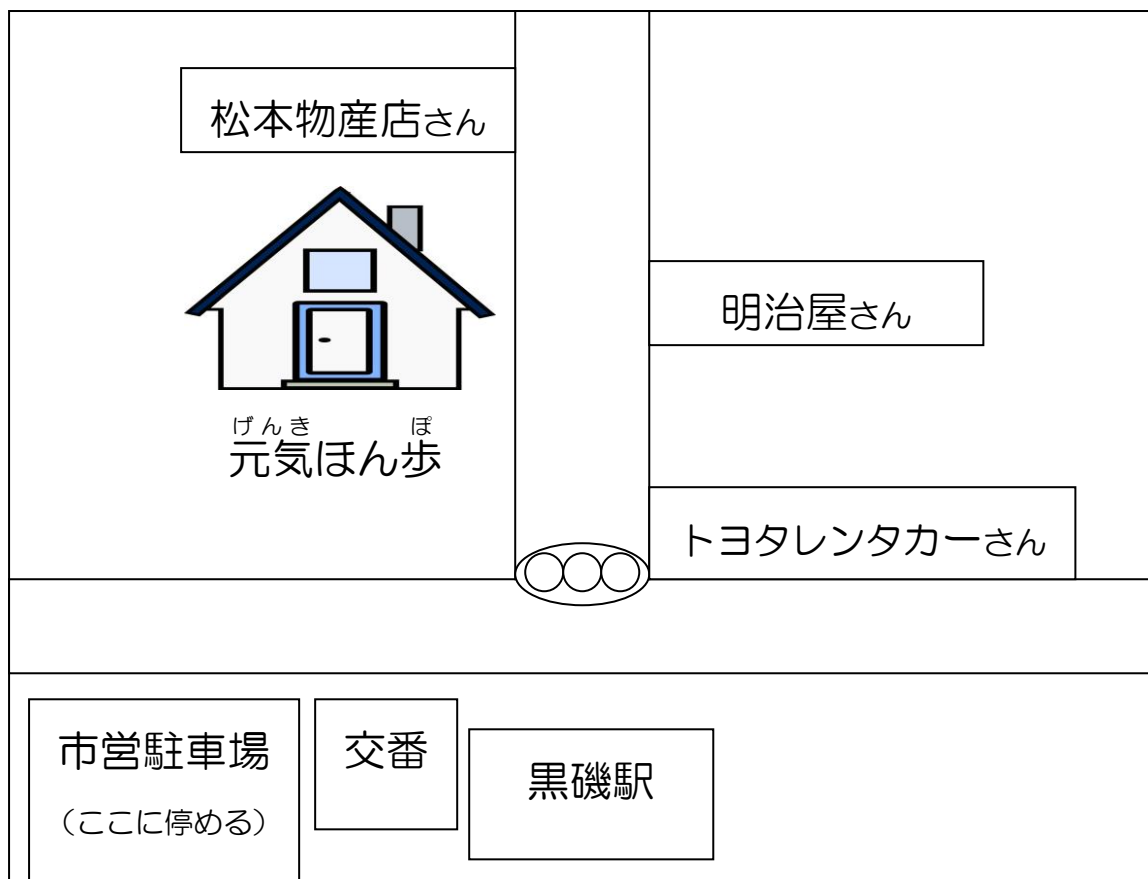 松本物産店さん
明治屋さん
げんき ぽ
元気ほん歩
トヨタレンタカーさん
市営駐車場
（ここに停める）
交番
黒磯駅